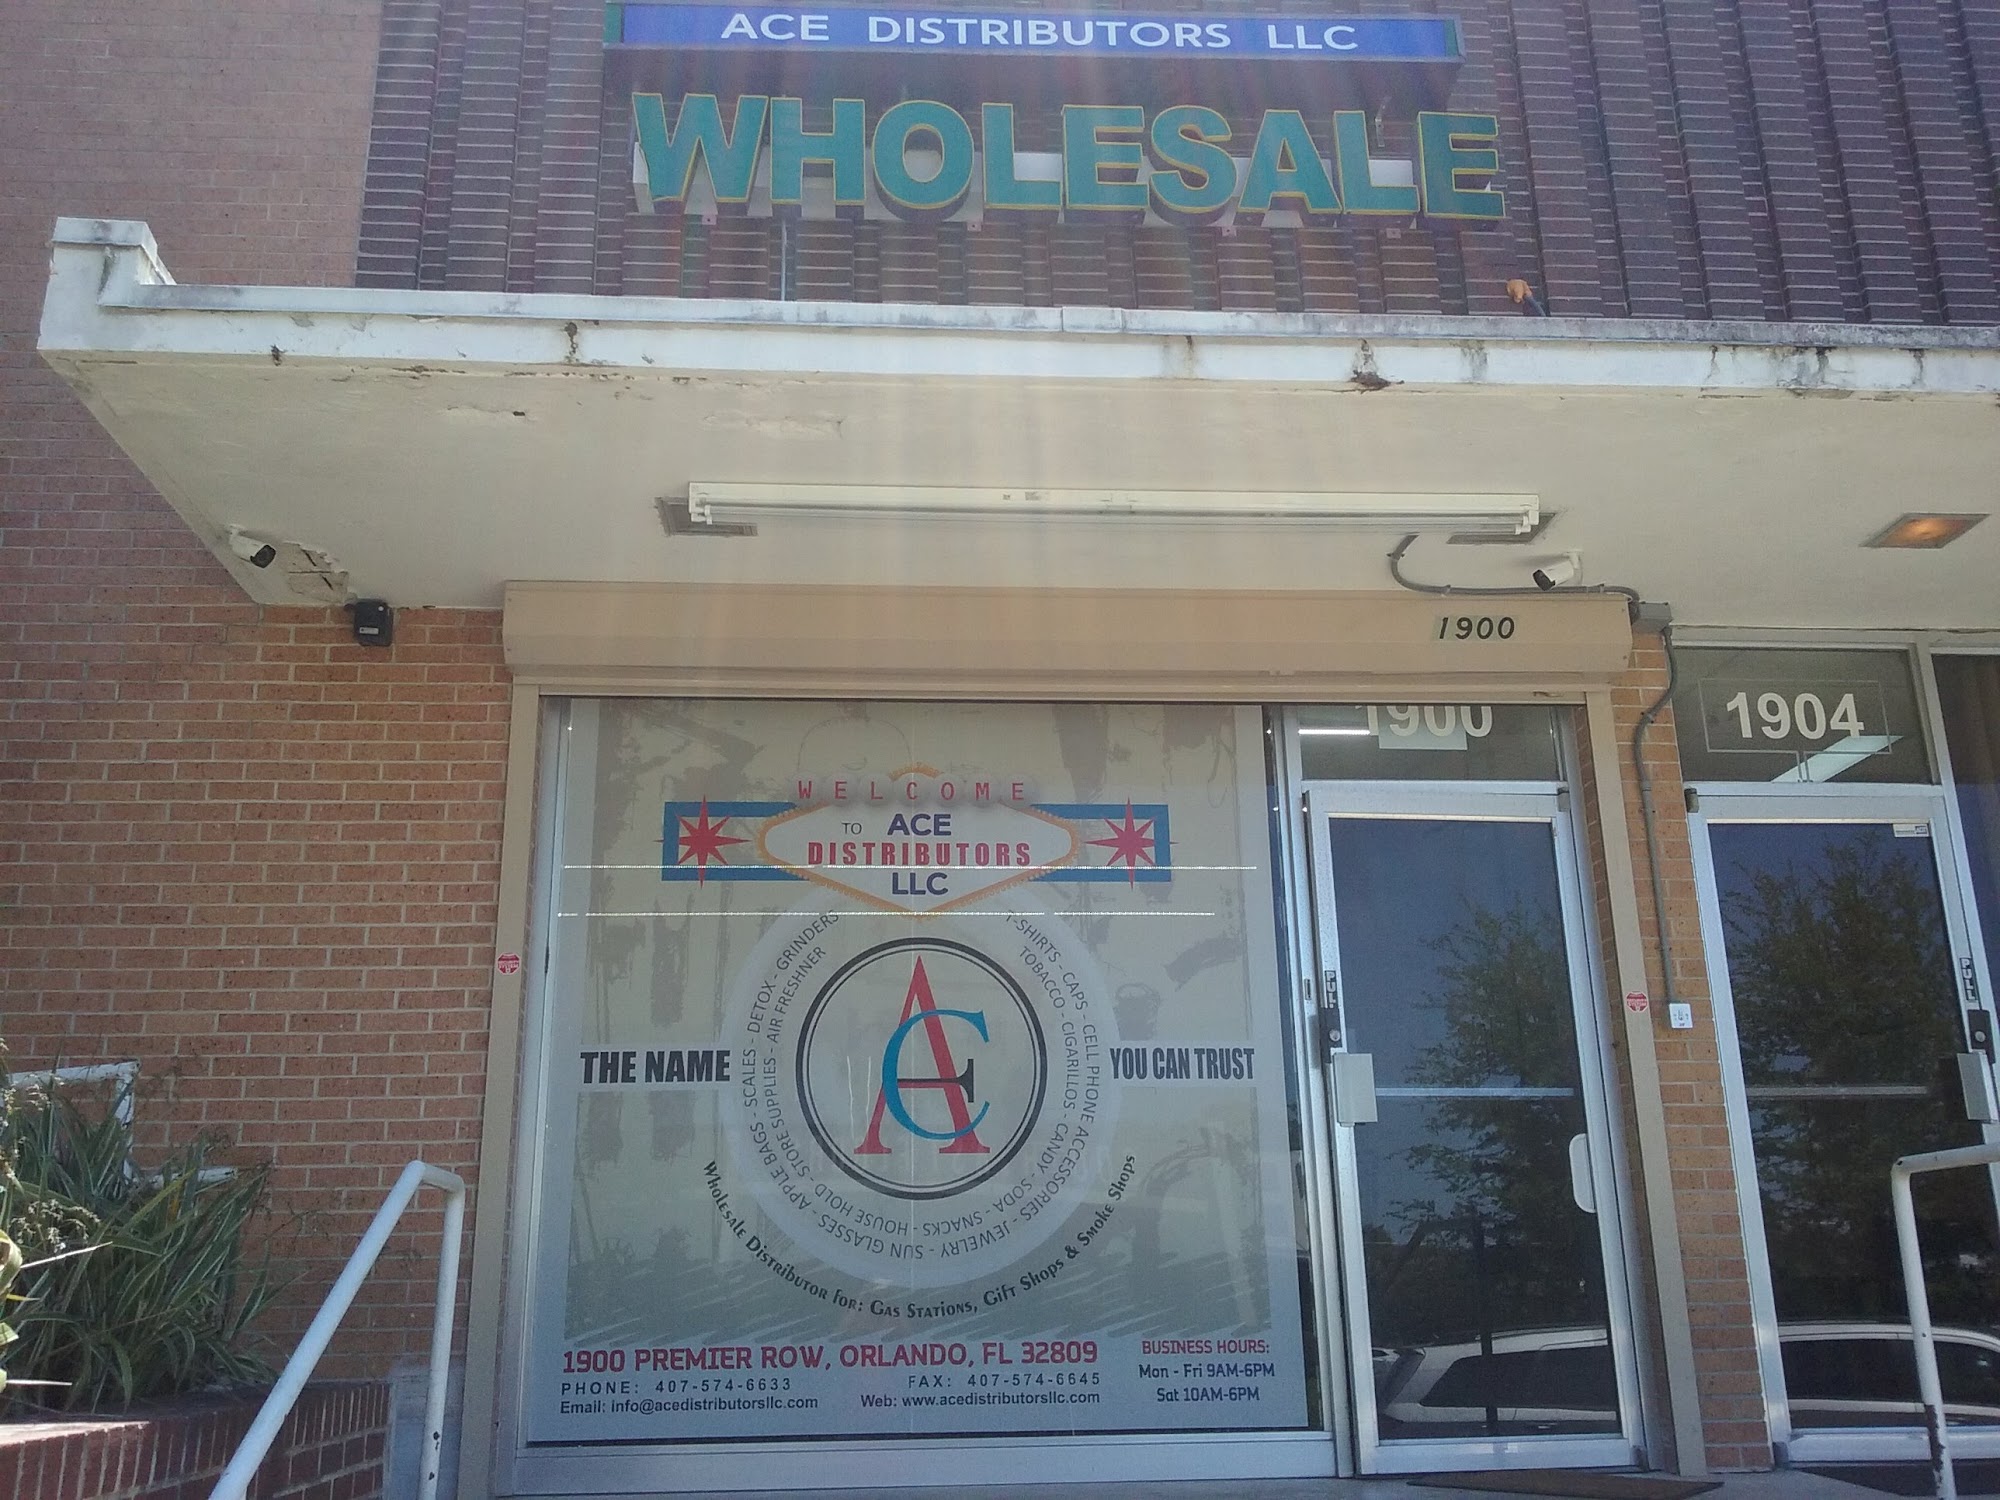 ACE DISTRIBUTORS LLC
WHOLESALE
1900
1900
1904
WELCOME
TO ACE
DISTRIBUTORS
LLC
T-SHIRTS - CAPS - CELL PHONE ACCESSORIES - JEWELRY - SUN GLASSES - APPLE BAGS - SCALES - DETOX - GRINDERS
TOBACCO - CIGARILLOS - CANDY - SODA - SNACKS - HOUSE HOLD - STORE SUPPLIES - AIR FRESHNER
ACE
THE NAME YOU CAN TRUST
Wholesale Distributor for: Gas Stations, Gift Shops & Smoke Shops
1900 PREMIER ROW, ORLANDO, FL 32809
PHONE: 407-574-6633 FAX: 407-574-6645
Email: info@acedistributorsllc.com Web: www.acedistributorsllc.com
BUSINESS HOURS:
Mon - Fri 9AM-6PM
Sat 10AM-6PM
PULL
PULL